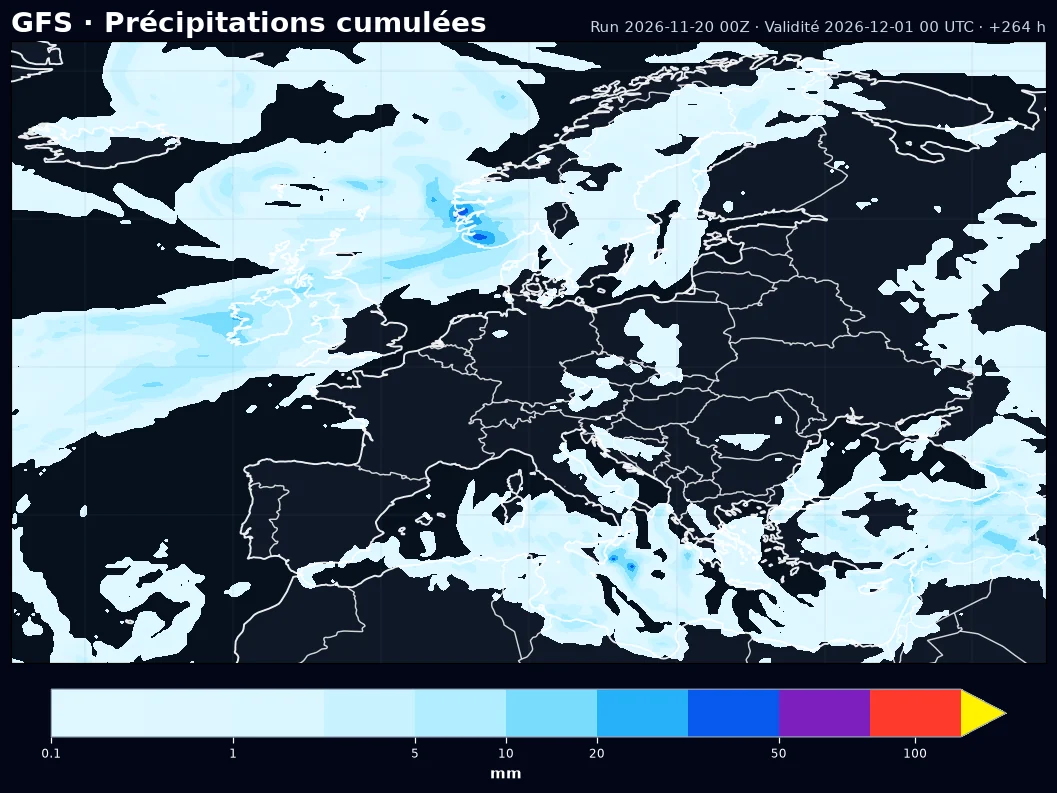 GFS · Précipitations cumulées
Run 2026-11-20 00Z · Validité 2026-12-01 00 UTC · +264 h
0.1 1 5 10 20 50 100
mm